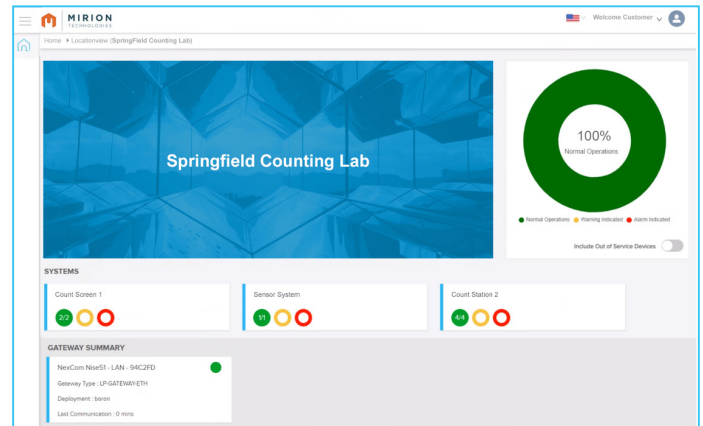 MIRION
TECHNOLOGIES
Welcome Customer
Home Locationview (SpringField Counting Lab)
Springfield Counting Lab
100%
Normal Operations
Normal Operations Warning Indicated Alarm Indicated
Include Out of Service Devices
SYSTEMS
Count Screen 1
2/2
Sensor System
1/1
Count Station 2
4/4
GATEWAY SUMMARY
NexCom Nise51 - LAN - 94C2FD
Gateway Type : LP-GATEWAY-ETH
Deployment : boron
Last Communication : 0 mins